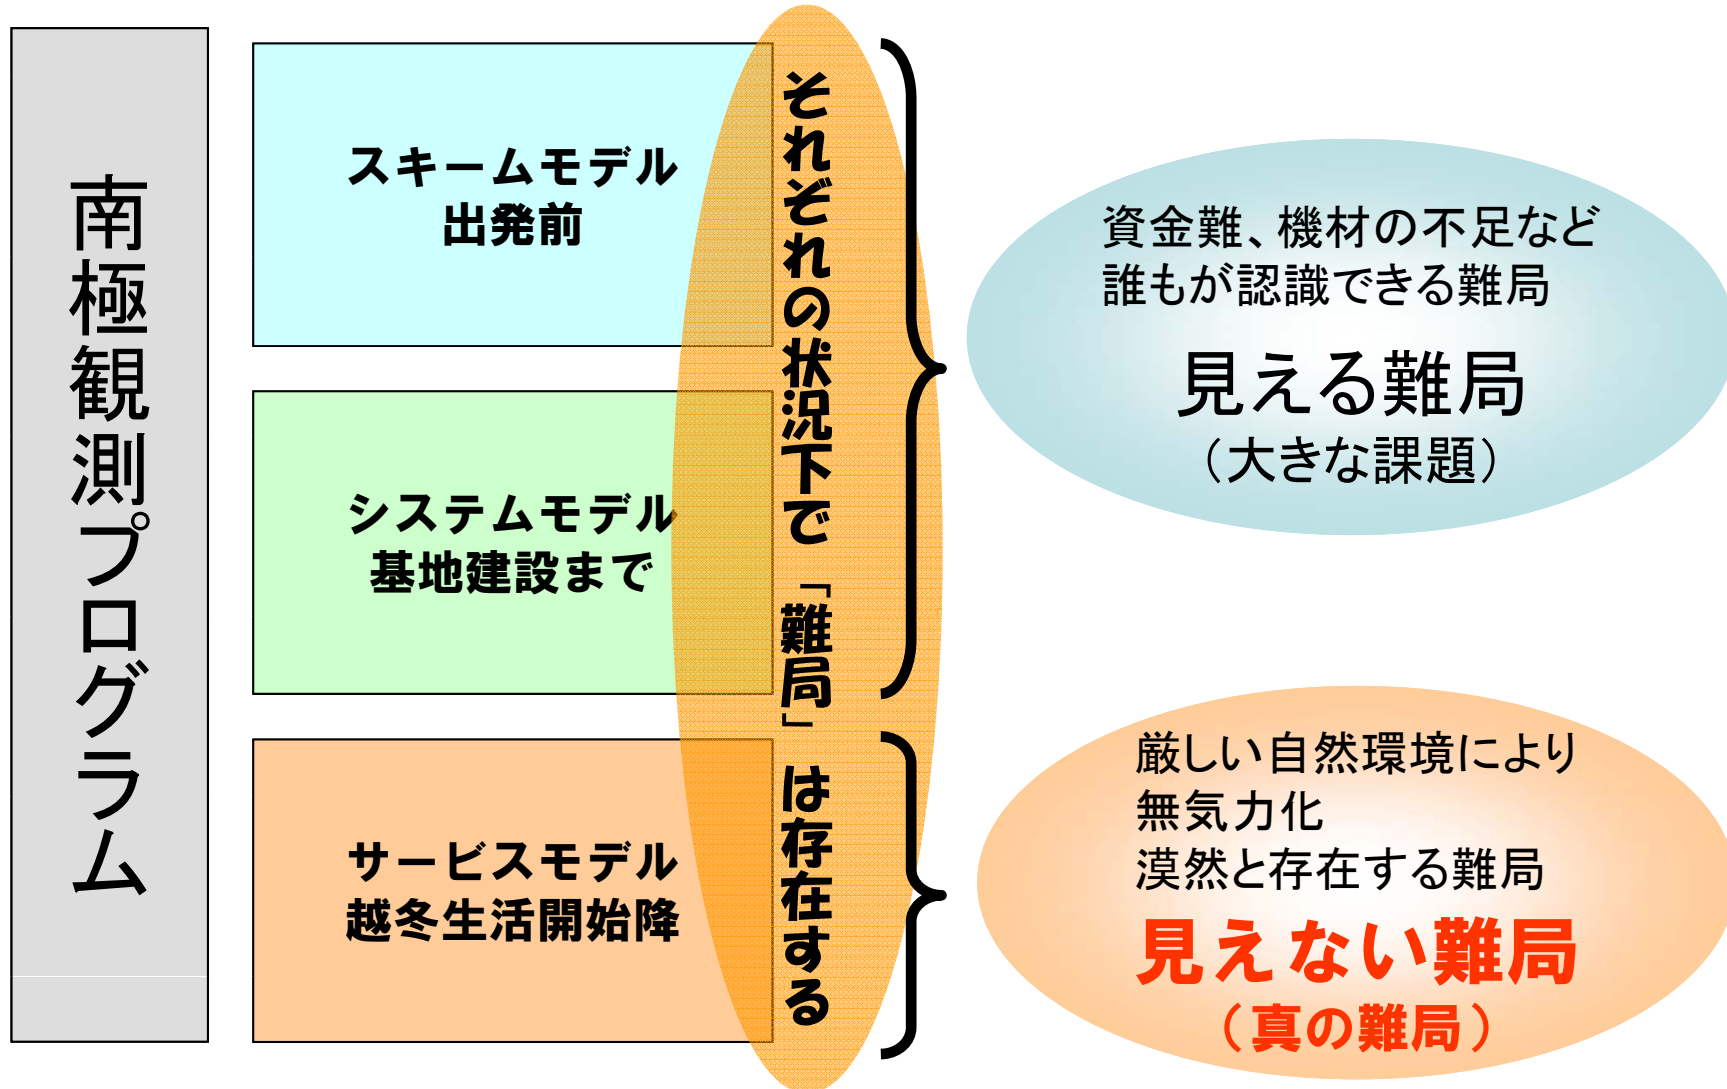 南極観測プログラム
スキームモデル
出発前
システムモデル
基地建設まで
サービスモデル
越冬生活開始降
それぞれの状況下で「難局」は存在する
資金難、機材の不足など
誰もが認識できる難局
見える難局
（大きな課題）
厳しい自然環境により
無気力化
漠然と存在する難局
見えない難局
（真の難局）